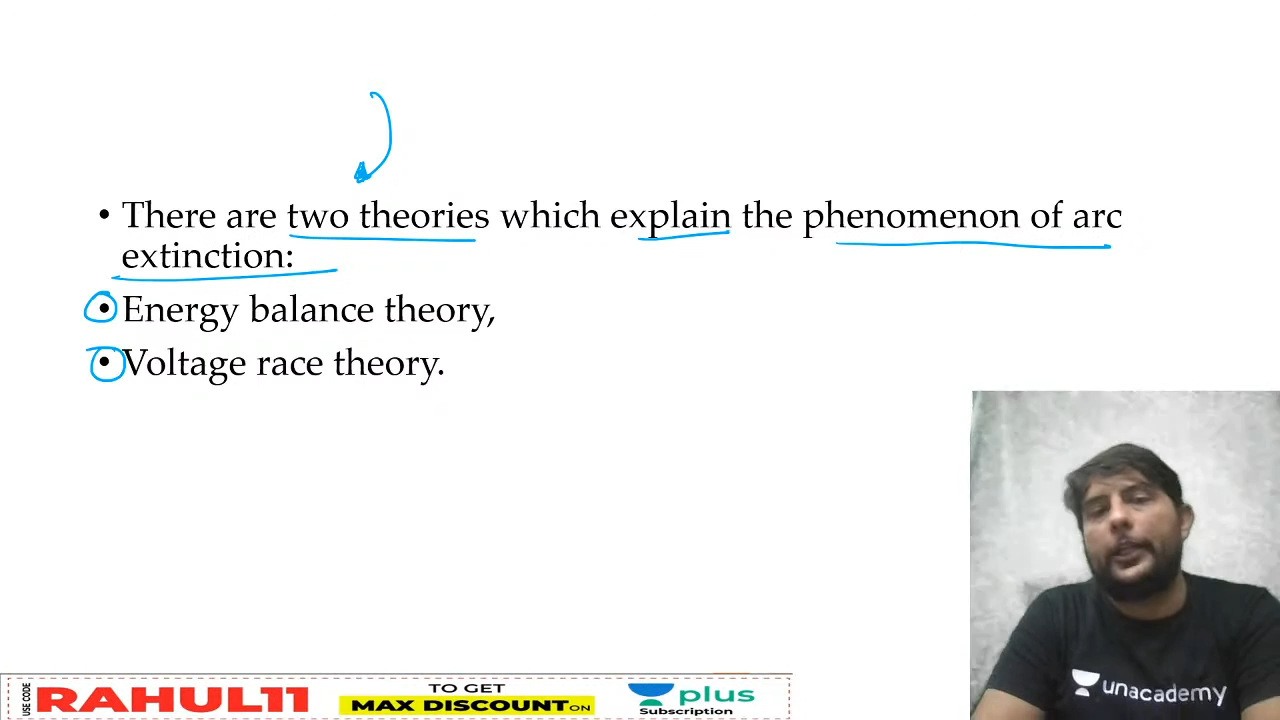 • There are two theories which explain the phenomenon of arc
extinction:
• Energy balance theory,
• Voltage race theory.
unacademy
USE CODE
RAHUL11
TO GET
MAX DISCOUNT ON
plus
Subscription